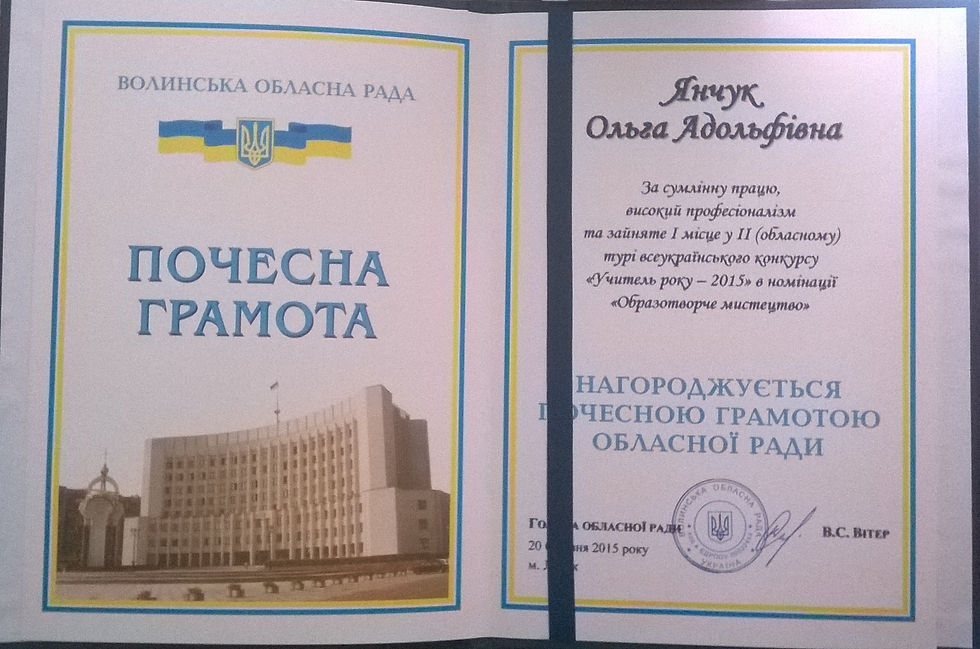 ВОЛИНСЬКА ОБЛАСНА РАДА
ПОЧЕСНА
ГРАМОТА
Янчук
Ольга Адольфівна
За сумлінну працю,
високий професіоналізм
та зайняте І місце у ІІ (обласному)
турі всеукраїнського конкурсу
«Учитель року – 2015» в номінації
«Образотворче мистецтво»
НАГОРОДЖУЄТЬСЯ
ПОЧЕСНОЮ ГРАМОТОЮ
ОБЛАСНОЇ РАДИ
ВОЛИНСЬКА ОБЛАСНА РАДА
УКРАЇНА
ОБЛАСНОЇ РАДИ
В.С. ВІТЕР
20 2015 року
м.